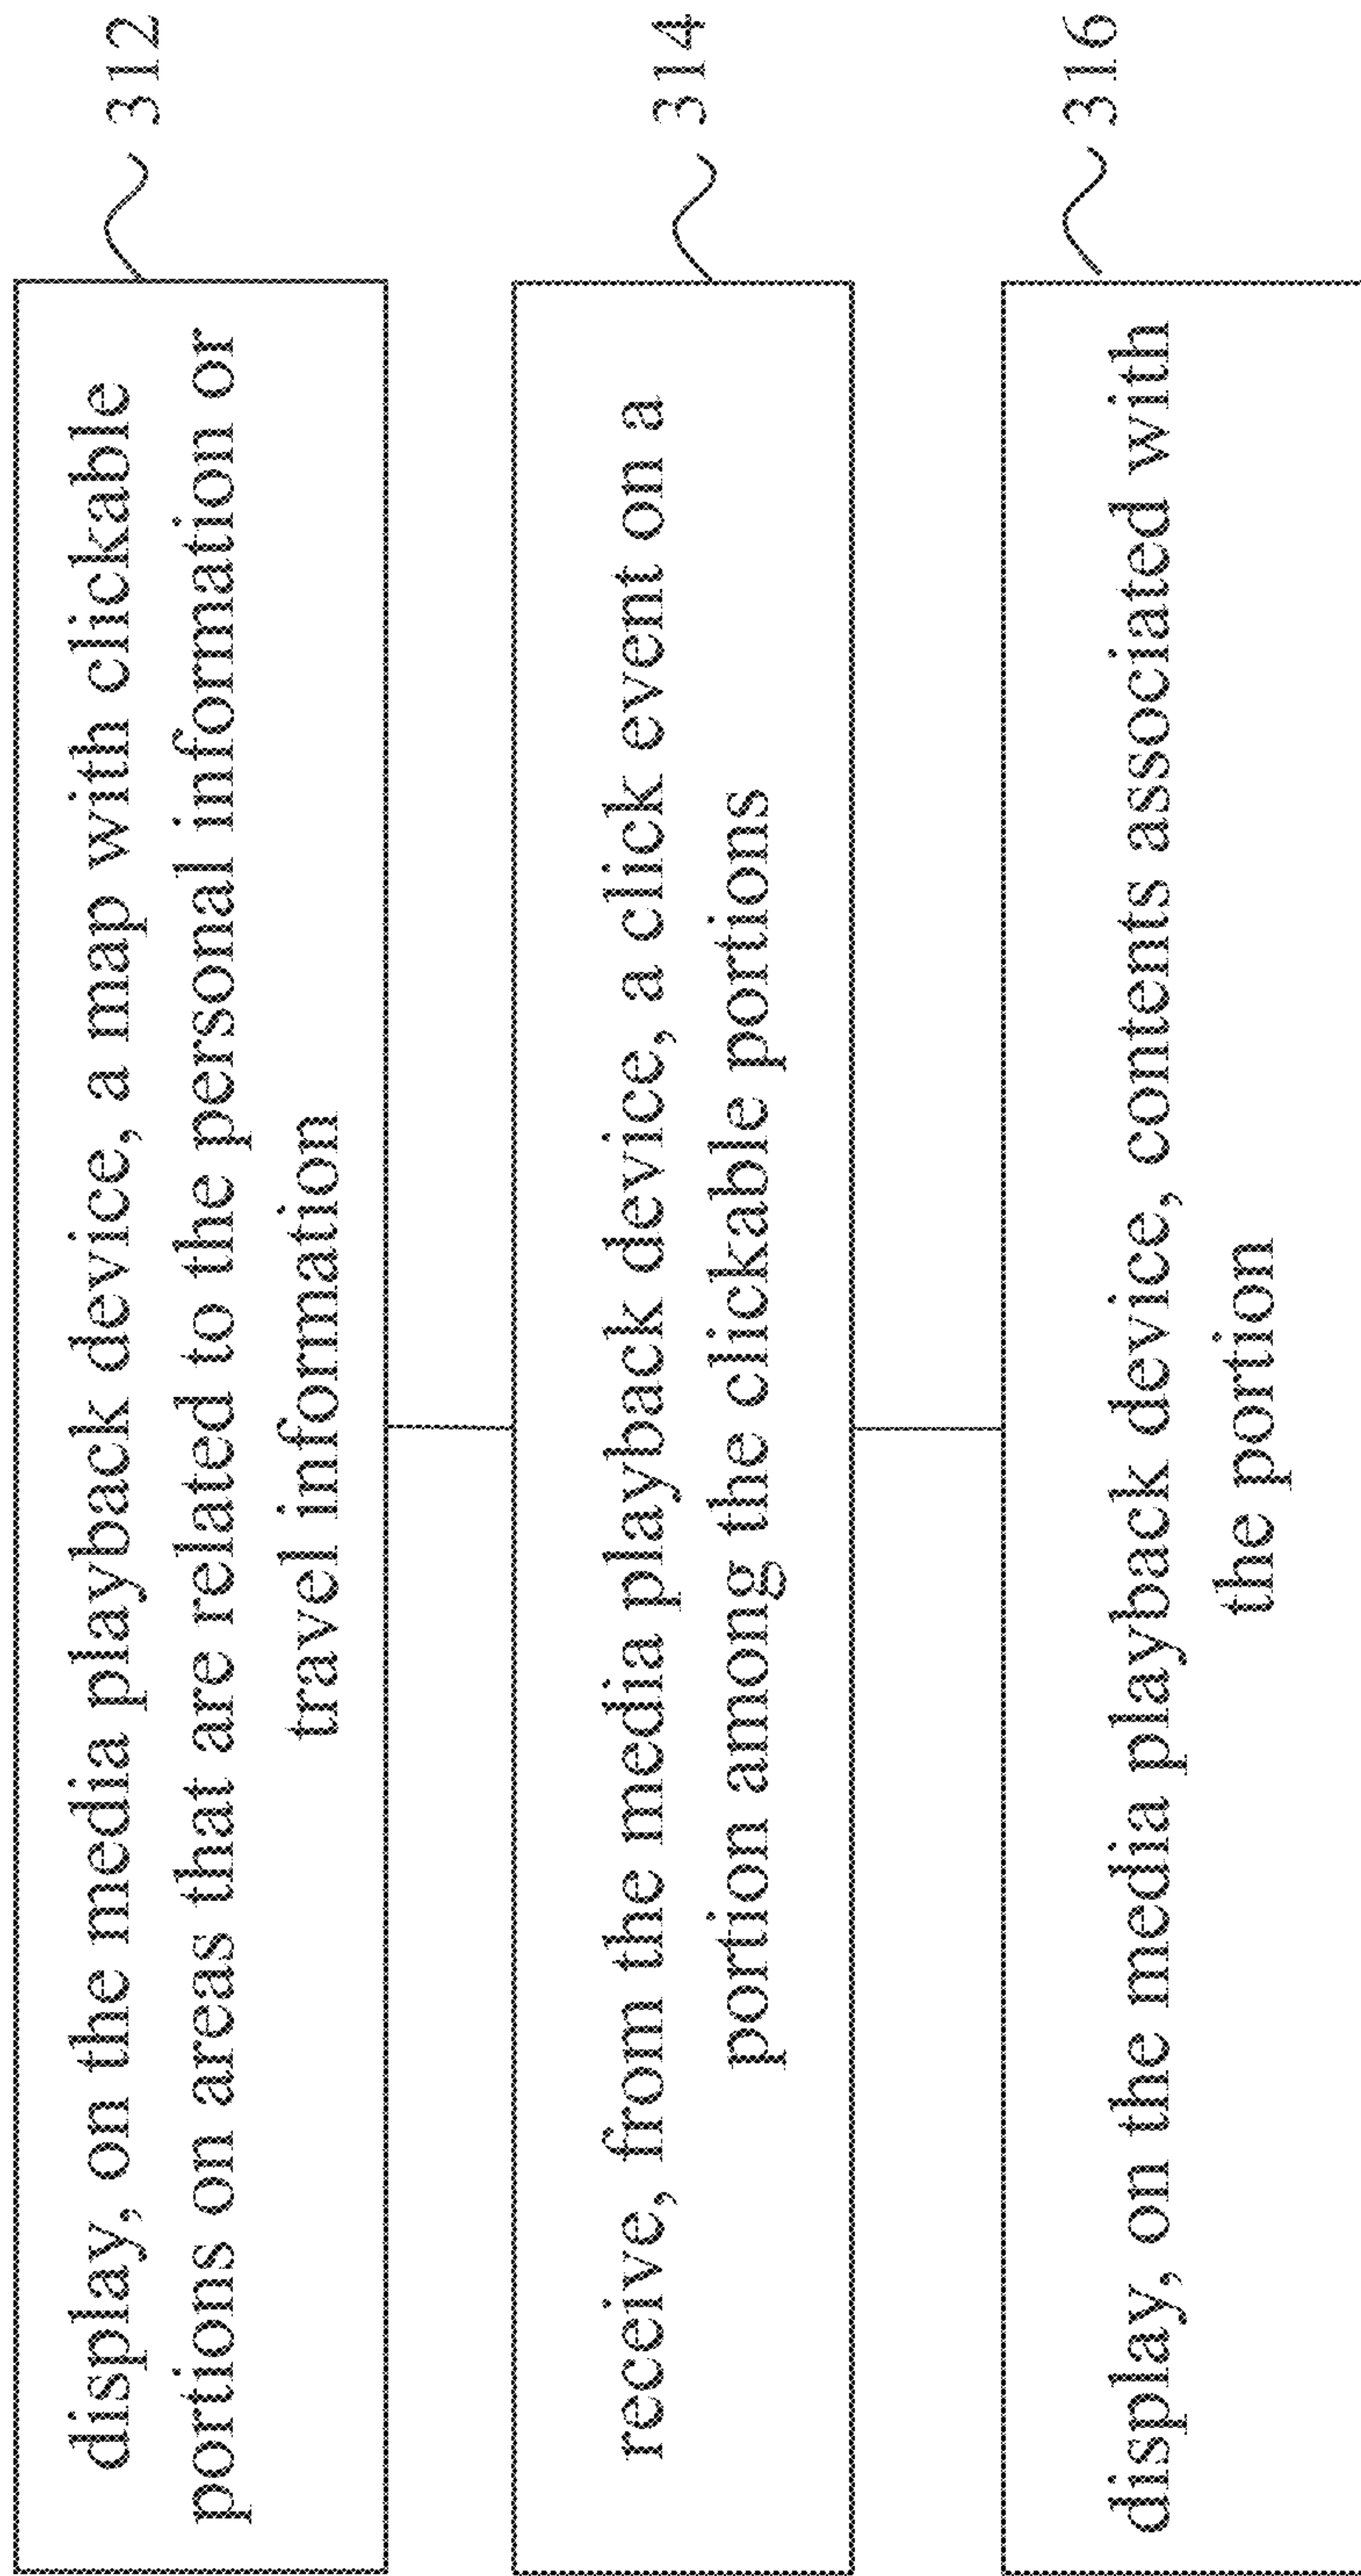 display, on the media playback device, a map with clickable
portions on areas that are related to the personal information or
travel information
312
receive, from the media playback device, a click event on a
portion among the clickable portions
314
display, on the media playback device, contents associated with
the portion
316